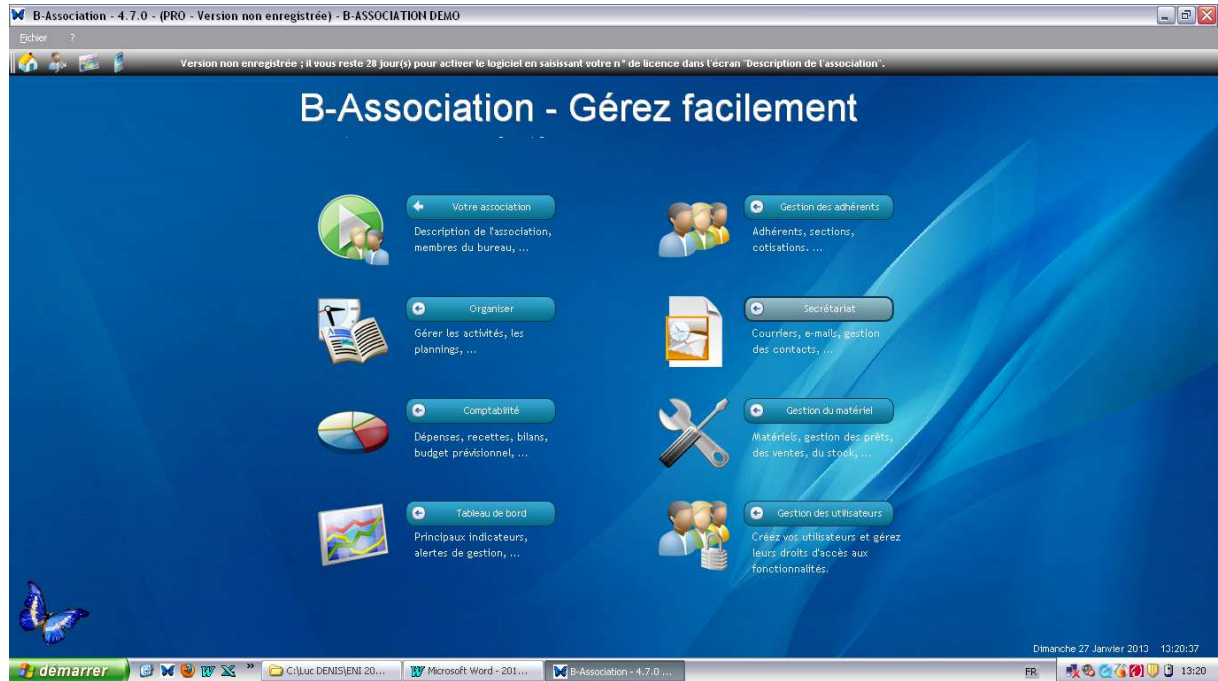 B-Association - 4.7.0 - (PRO - Version non enregistrée) - B-ASSOCIATION DEMO
Fichier ?
Version non enregistrée ; il vous reste 28 jour(s) pour activer le logiciel en saisissant votre n° de licence dans l'écran "Description de l'association".
B-Association - Gérez facilement
Votre association
Description de l'association,
membres du bureau, ...
Gestion des adhérents
Adhérents, sections,
cotisations. ...
Organiser
Gérer les activités, les
plannings, ...
Secrétariat
Courriers, e-mails, gestion
des contacts, ...
Comptabilité
Dépenses, recettes, bilans,
budget prévisionnel, ...
Gestion du matériel
Matériels, gestion des prêts,
des ventes, du stock, ...
Tableau de bord
Principaux indicateurs,
alertes de gestion, ...
Gestion des utilisateurs
Créez vos utilisateurs et gérez
leurs droits d'accès aux
fonctionnalités.
Dimanche 27 Janvier 2013 13:20:37
démarrer
C:\Luc DENIS\ENI 20...
Microsoft Word - 201...
B-Association - 4.7.0 ...
FR
13:20